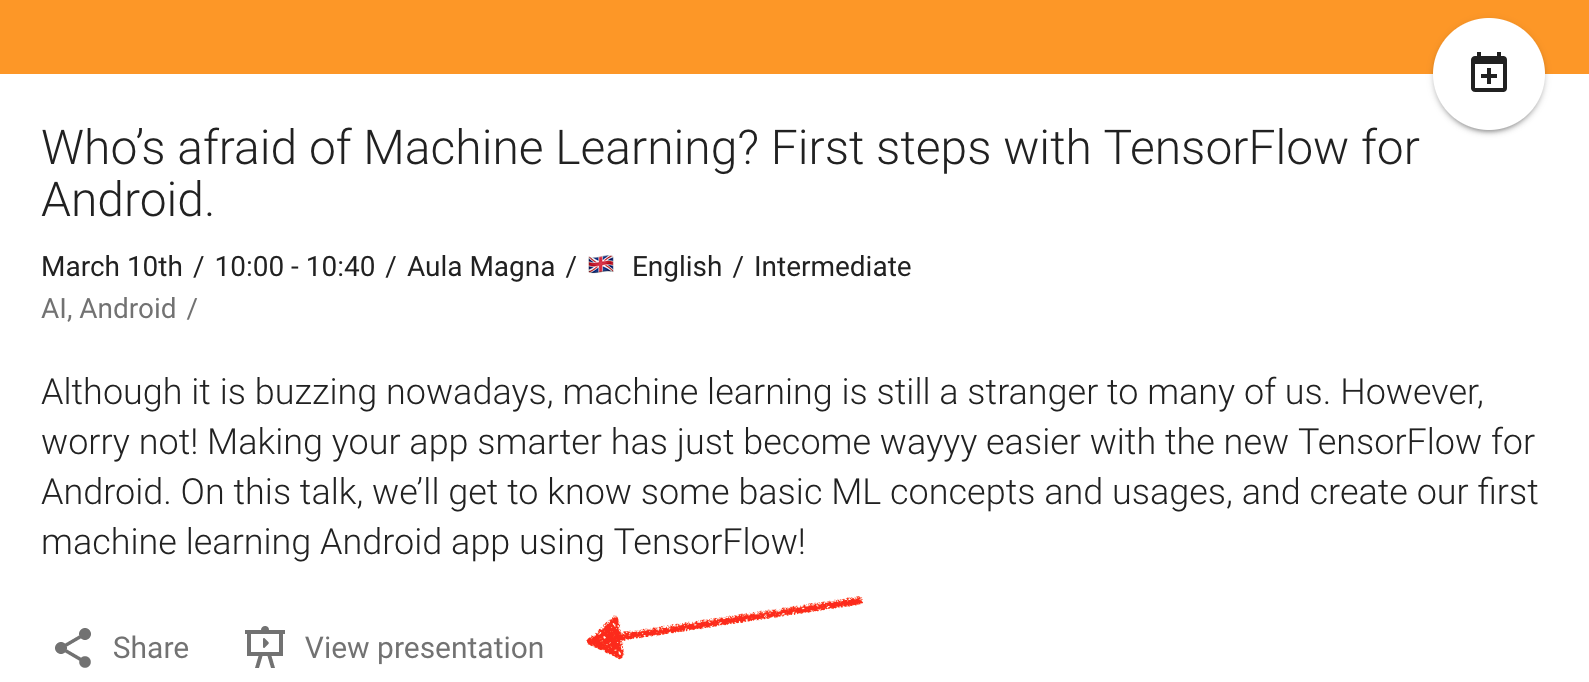 Who’s afraid of Machine Learning? First steps with TensorFlow for
Android.
March 10th / 10:00 - 10:40 / Aula Magna / 🇬🇧 English / Intermediate
AI, Android /
Although it is buzzing nowadays, machine learning is still a stranger to many of us. However,
worry not! Making your app smarter has just become wayyy easier with the new TensorFlow for
Android. On this talk, we’ll get to know some basic ML concepts and usages, and create our first
machine learning Android app using TensorFlow!
Share View presentation